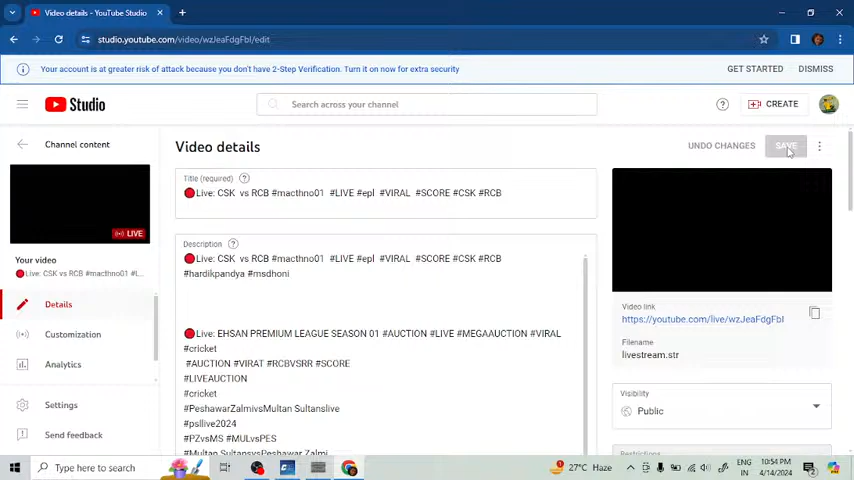 Video details - YouTube Studio
studio.youtube.com/video/wzJeaFdgFbI/edit
Your account is at greater risk of attack because you don't have 2-Step Verification. Turn it on now for extra security
GET STARTED
DISMISS
Studio
Search across your channel
CREATE
Channel content
Video details
UNDO CHANGES
SAVE
LIVE
Your video
🔴Live: CSK vs RCB #macthno01 #L...
Details
Customization
Analytics
Settings
Send feedback
Title (required)
🔴Live: CSK vs RCB #macthno01 #LIVE #epl #VIRAL #SCORE #CSK #RCB
Description
🔴Live: CSK vs RCB #macthno01 #LIVE #epl #VIRAL #SCORE #CSK #RCB
#hardikpandya #msdhoni
🔴Live: EHSAN PREMIUM LEAGUE SEASON 01 #AUCTION #LIVE #MEGAAUCTION #VIRAL
#cricket
#AUCTION #VIRAT #RCBVSRR #SCORE
#LIVEAUCTION
#cricket
#PeshawarZalmivsMultan Sultanslive
#psllive2024
#PZvsMS #MULvsPES
#Multan SultansvsPeshawar Zalmi
Video link
https://youtube.com/live/wzJeaFdgFbI
Filename
livestream.str
Visibility
Public
Restrictions
Type here to search
27°C Haze
ENG
IN
10:54 PM
4/14/2024
2